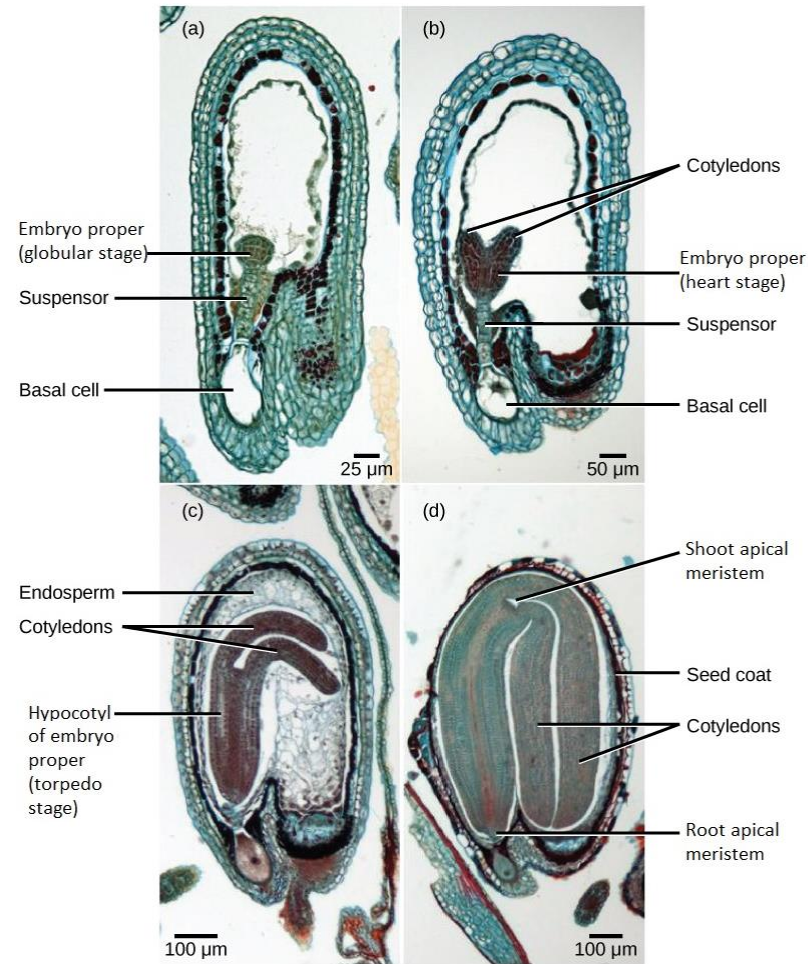 (a)
Embryo proper
(globular stage)
Suspensor
Basal cell
25 µm
(b)
Cotyledons
Embryo proper
(heart stage)
Suspensor
Basal cell
50 µm
(c)
Endosperm
Cotyledons
Hypocotyl
of embryo
proper
(torpedo
stage)
100 µm
(d)
Shoot apical
meristem
Seed coat
Cotyledons
Root apical
meristem
100 µm